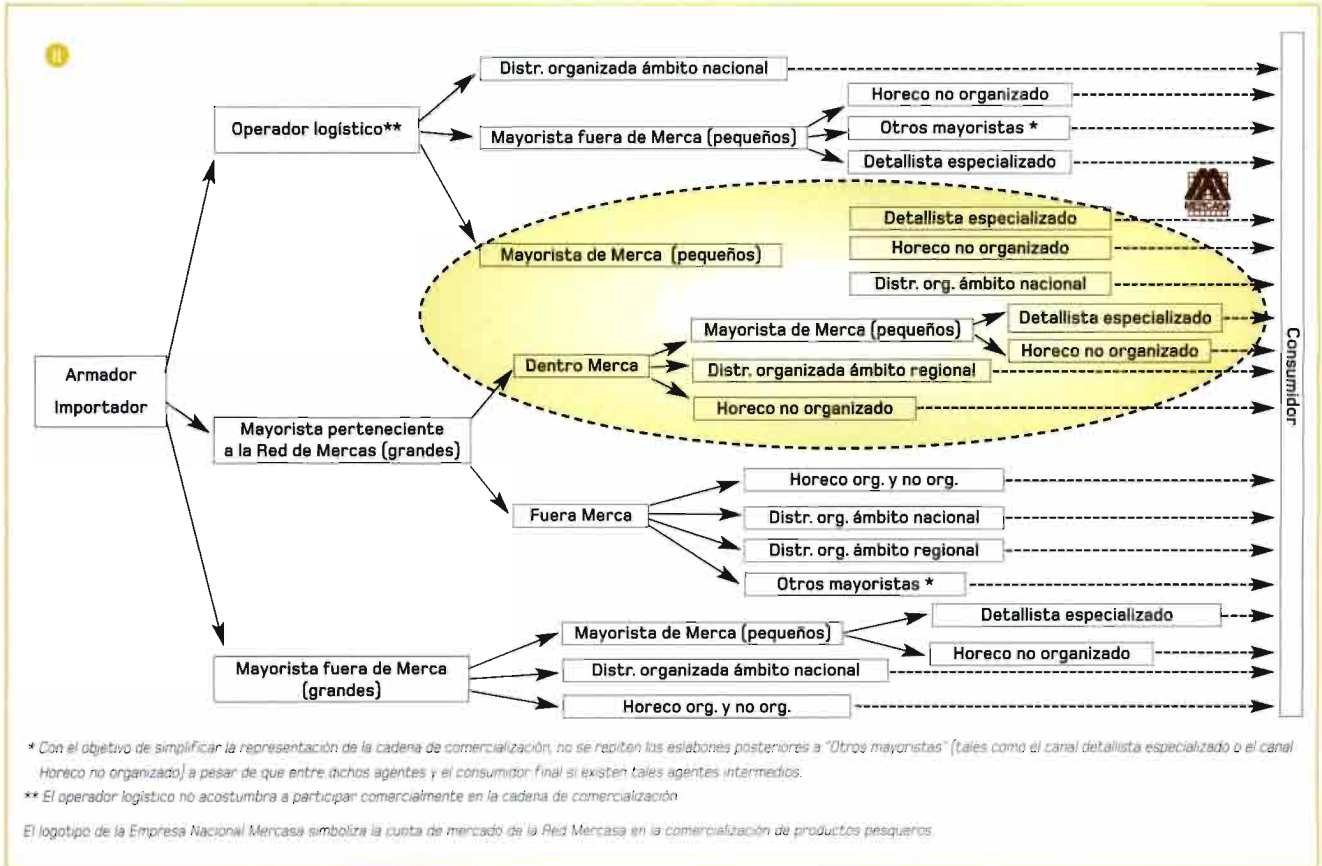 Distr. organizada ámbito nacional
Horeco no organizado
Operador logístico**
Mayorista fuera de Merca (pequeños)
Otros mayoristas *
Detallista especializado
MERCASA
Detallista especializado
Mayorista de Merca (pequeños)
Horeco no organizado
Distr. org. ámbito nacional
Mayorista de Merca (pequeños)
Detallista especializado
Horeco no organizado
Dentro Merca
Distr. organizada ámbito regional
Horeco no organizado
Armador
Importador
Mayorista perteneciente
a la Red de Mercas (grandes)
Consumidor
Fuera Merca
Horeco org. y no org.
Distr. org. ámbito nacional
Distr. org. ámbito regional
Otros mayoristas *
Mayorista fuera de Merca
(grandes)
Mayorista de Merca (pequeños)
Detallista especializado
Horeco no organizado
Distr. organizada ámbito nacional
Horeco org. y no org.
* Con el objetivo de simplificar la representación de la cadena de comercialización, no se repiten los eslabones posteriores a "Otros mayoristas" (tales como el canal detallista especializado o el canal
Horeco no organizado) a pesar de que entre dichos agentes y el consumidor final si existen tales agentes intermedios.
** El operador logístico no acostumbra a participar comercialmente en la cadena de comercialización
El logotipo de la Empresa Nacional Mercasa simboliza la cuota de mercado de la Red Mercasa en la comercialización de productos pesqueros